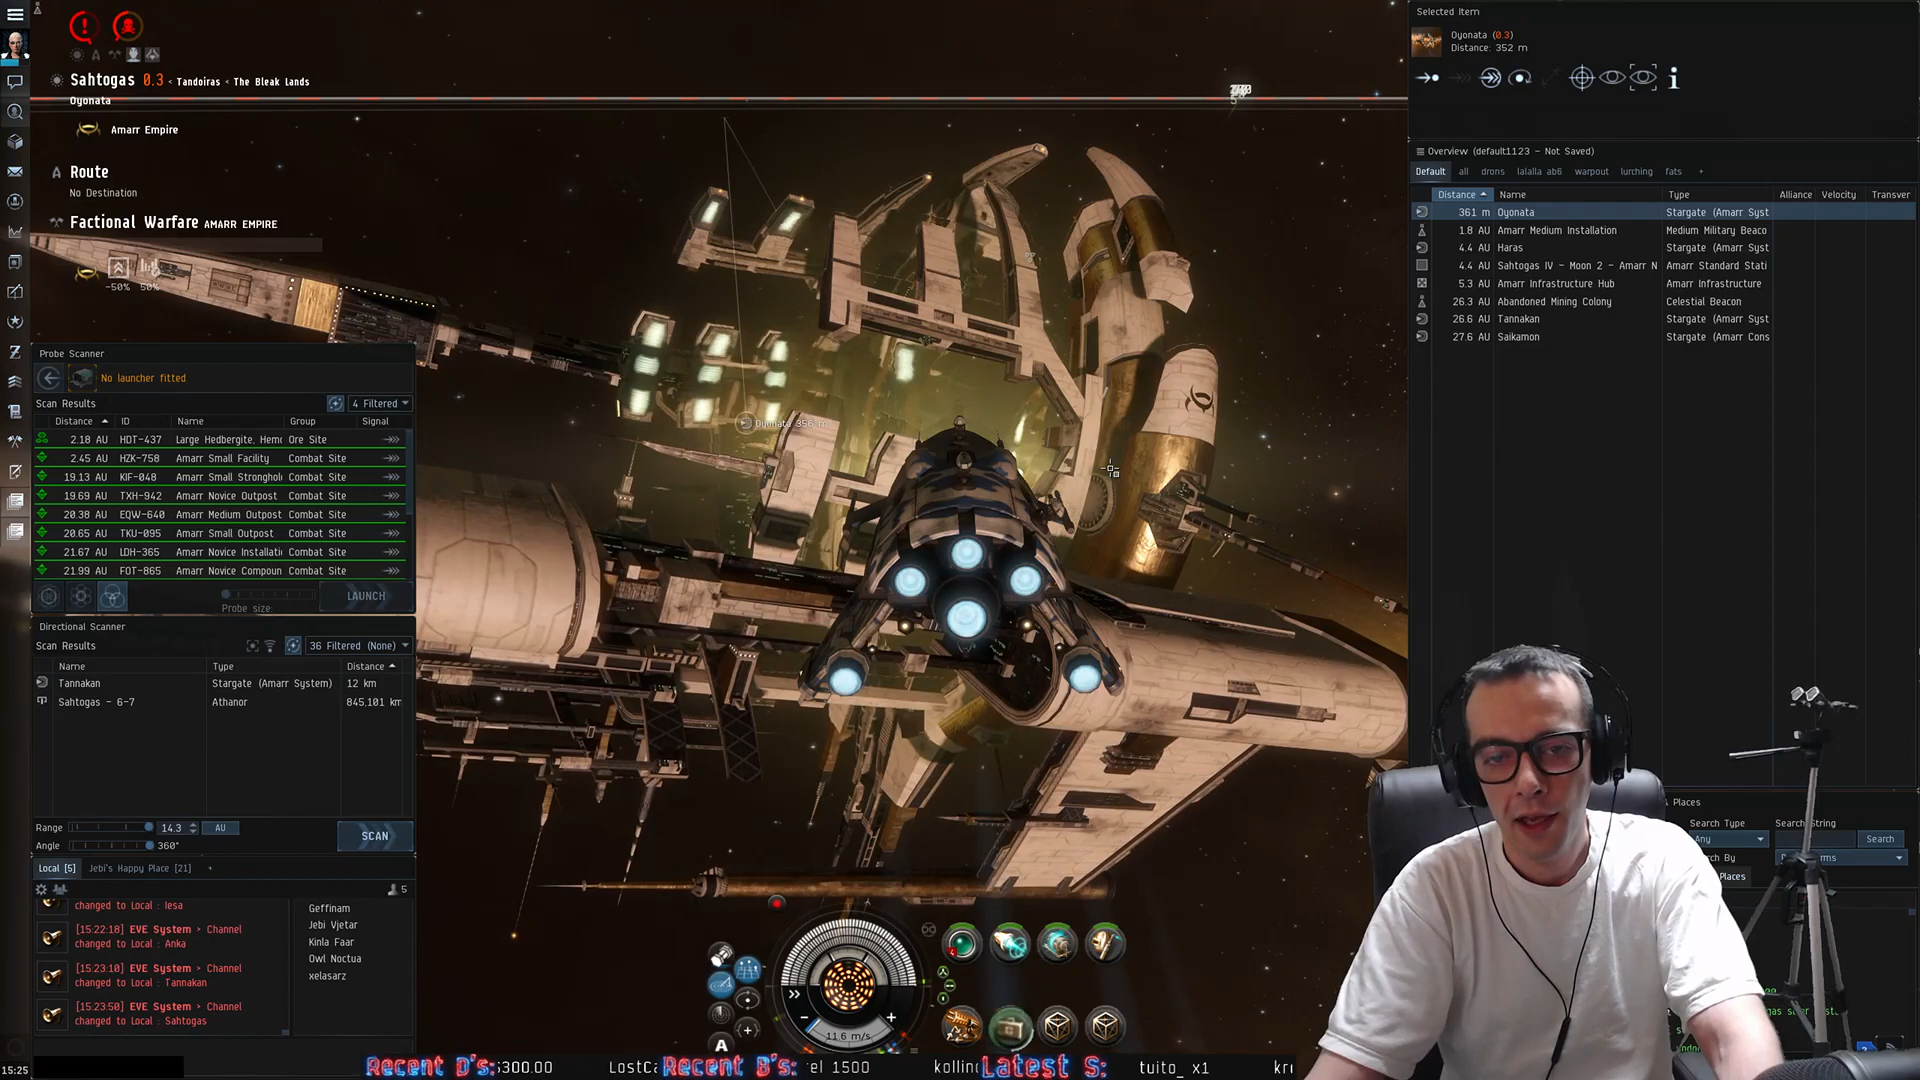 Sahtogas 0.3 < Tandoiras < The Bleak Lands
Oyonata
Amarr Empire
Route
No Destination
Factional Warfare AMARR EMPIRE
-50% 50%
Probe Scanner
No launcher fitted
Scan Results 4 Filtered
Distance ID Name Group Signal
2.18 AU HDT-437 Large Hedbergite, Hem Ore Site
2.45 AU HZK-758 Amarr Small Facility Combat Site
19.13 AU KIF-048 Amarr Small Stronghol Combat Site
19.69 AU TXH-942 Amarr Novice Outpost Combat Site
20.38 AU EQW-640 Amarr Medium Outpost Combat Site
20.65 AU TKU-095 Amarr Small Outpost Combat Site
21.67 AU LDH-365 Amarr Novice Installati Combat Site
21.99 AU FOT-865 Amarr Novice Compoun Combat Site
Probe size:
LAUNCH
Directional Scanner
Scan Results 36 Filtered (None)
Name Type Distance
Tannakan Stargate (Amarr System) 12 km
Sahtogas - 6-7 Athanor 845,101 km
Range 14.3 AU
Angle 360°
SCAN
Local [5] Jebi's Happy Place [21] +
5
changed to Local : Iesa
[15:22:18] EVE System > Channel
changed to Local : Anka
[15:23:10] EVE System > Channel
changed to Local : Tannakan
[15:23:50] EVE System > Channel
changed to Local : Sahtogas
Geffinam
Jebi Vjetar
Kinla Faar
Owl Noctua
xelasarz
15:25
Oyonata 356 m
11.6 m/s
A
Recent D's: $300.00 Recent B's: rel 1500 Latest S: tuito_ x1
Selected Item
Oyonata (0.3)
Distance: 352 m
Overview (default1123 - Not Saved)
Default all drons lalalla ab6 warpout lurching fats +
Distance Name Type Alliance Velocity Transver
361 m Oyonata Stargate (Amarr Syst
1.8 AU Amarr Medium Installation Medium Military Beaco
4.4 AU Haras Stargate (Amarr Syst
4.4 AU Sahtogas IV - Moon 2 - Amarr N Amarr Standard Stati
5.3 AU Amarr Infrastructure Hub Amarr Infrastructure
26.3 AU Abandoned Mining Colony Celestial Beacon
26.6 AU Tannakan Stargate (Amarr Syst
27.6 AU Saikamon Stargate (Amarr Cons
Places
Search Type Search String
Any Search
rms
Places